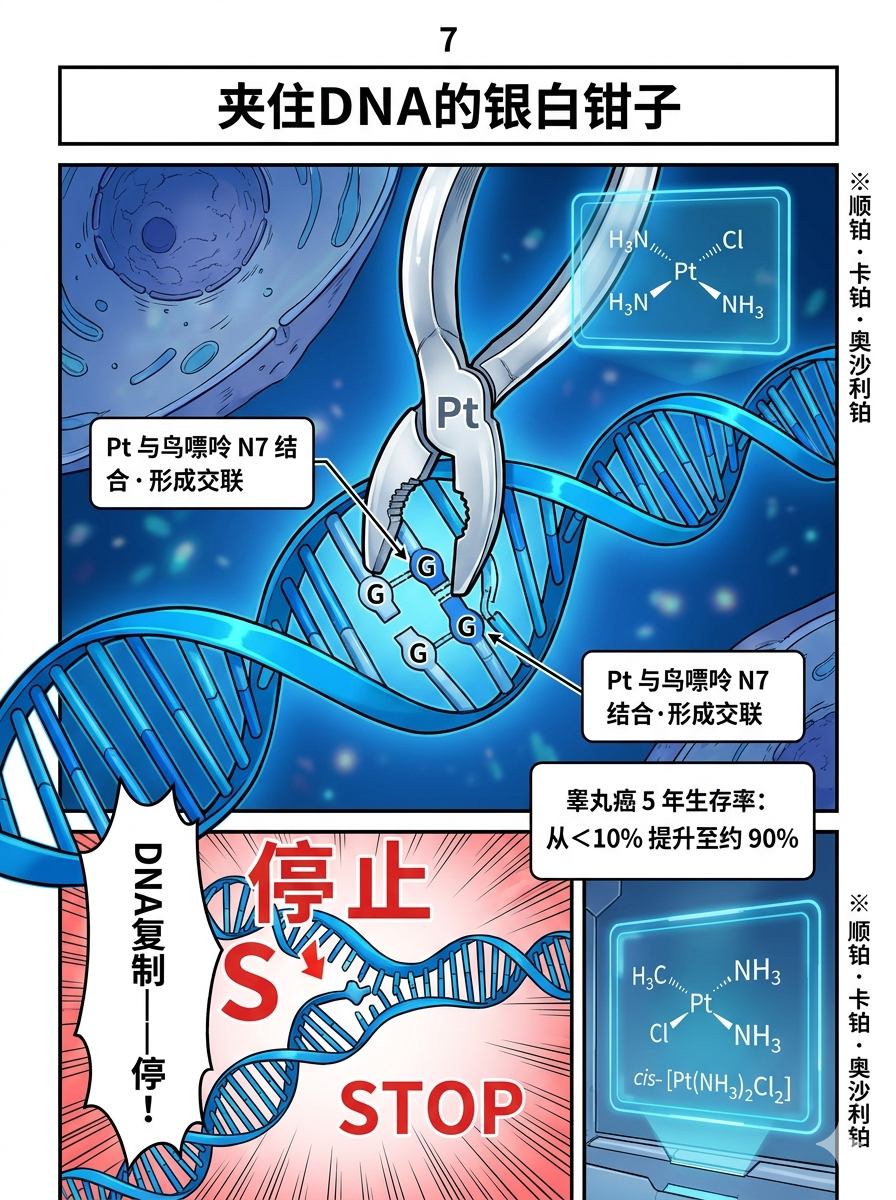 7
夹住DNA的银白钳子
※顺铂·卡铂·奥沙利铂
H₃N
Cl
Pt
H₃N
NH₃
Pt
Pt 与鸟嘌呤 N7 结
合·形成交联
G
G
G
G
Pt 与鸟嘌呤 N7
结合·形成交联
睾丸癌 5 年生存率：
从＜10% 提升至约 90%
DNA复制——停！
停止
S
STOP
H₃C
NH₃
Pt
Cl
NH₃
cis- [Pt(NH₃)₂Cl₂]
※顺铂·卡铂·奥沙利铂